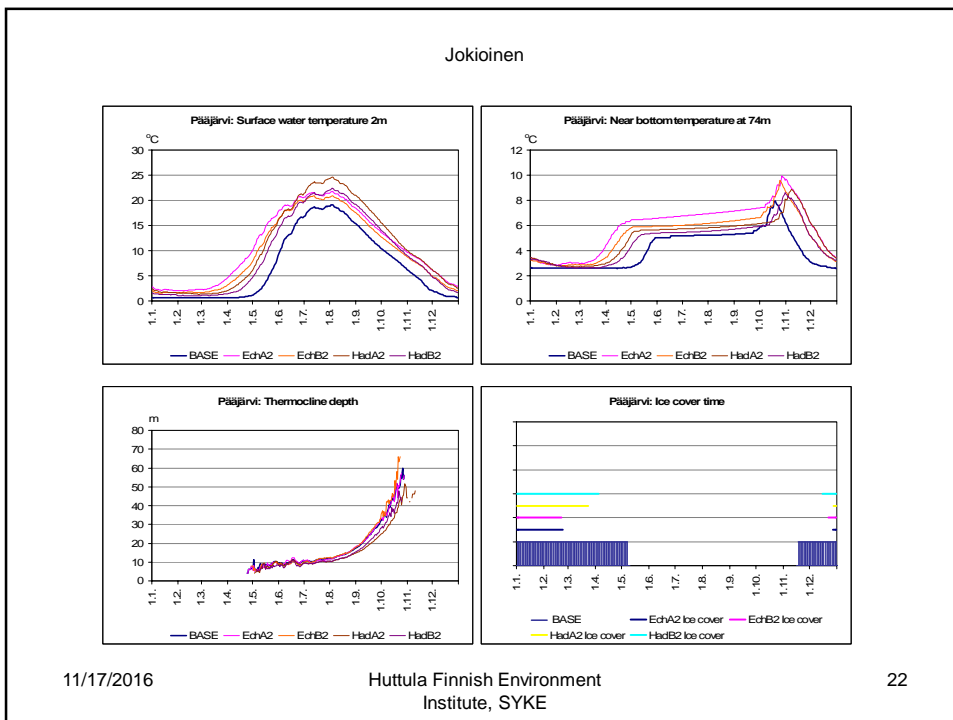 Jokioinen
Pääjärvi: Surface water temperature 2m
°C
30
25
20
15
10
5
0
1.1. 1.2. 1.3. 1.4. 1.5. 1.6. 1.7. 1.8. 1.9. 1.10. 1.11. 1.12.
BASE EchA2 EchB2 HadA2 HadB2
Pääjärvi: Near bottom temperature at 74m
°C
12
10
8
6
4
2
0
1.1. 1.2. 1.3. 1.4. 1.5. 1.6. 1.7. 1.8. 1.9. 1.10. 1.11. 1.12.
BASE EchA2 EchB2 HadA2 HadB2
Pääjärvi: Thermocline depth
m
80
70
60
50
40
30
20
10
0
1.1. 1.2. 1.3. 1.4. 1.5. 1.6. 1.7. 1.8. 1.9. 1.10. 1.11. 1.12.
BASE EchA2 EchB2 HadA2 HadB2
Pääjärvi: Ice cover time
1.1. 1.2. 1.3. 1.4. 1.5. 1.6. 1.7. 1.8. 1.9. 1.10. 1.11. 1.12.
BASE EchA2 Ice cover EchB2 Ice cover
HadA2 Ice cover HadB2 Ice cover
11/17/2016
Huttula Finnish Environment
Institute, SYKE
22